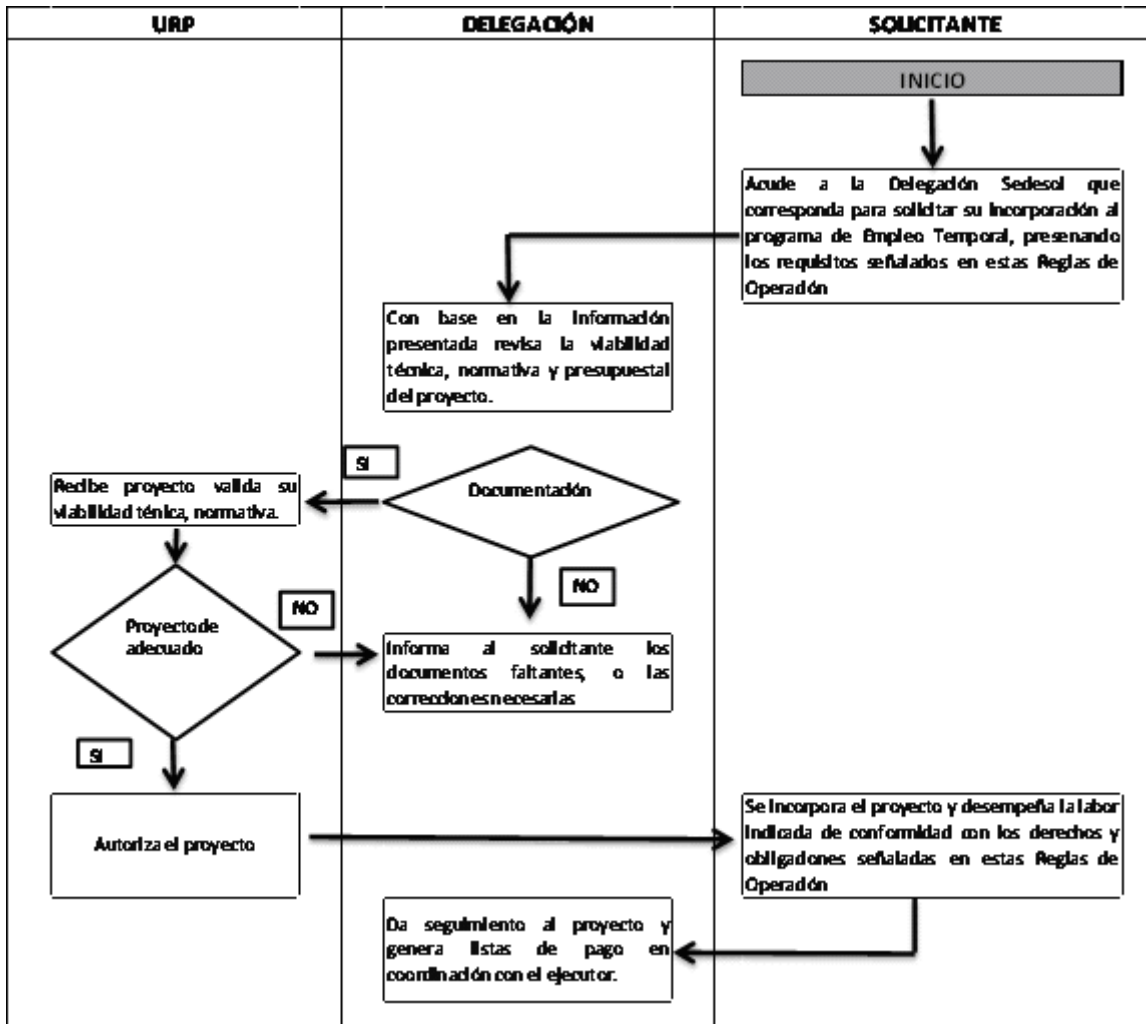 URP
DELEGACIÓN
SOLICITANTE
INICIO
Acude a la Delegación Sedesol que
corresponda para solicitar su incorporación al
programa de Empleo Temporal, presenando
los requisitos señalados en estas Reglas de
Operación
Con base en la información
presentada revisa la viabilidad
técnica, normativa y presupuestal
del proyecto.
SI
Documentación
Recibe proyecto valida su
viabilidad ténica, normativa.
NO
NO
Proyecto de
adecuado
Informa al solicitante los
documentos faltantes, o las
correcciones necesarias
SI
Autoriza el proyecto
Se incorpora el proyecto y desempeña la labor
indicada de conformidad con los derechos y
obligaciones señaladas en estas Reglas de
Operación
Da seguimiento al proyecto y
genera listas de pago en
coordinación con el ejecutor.